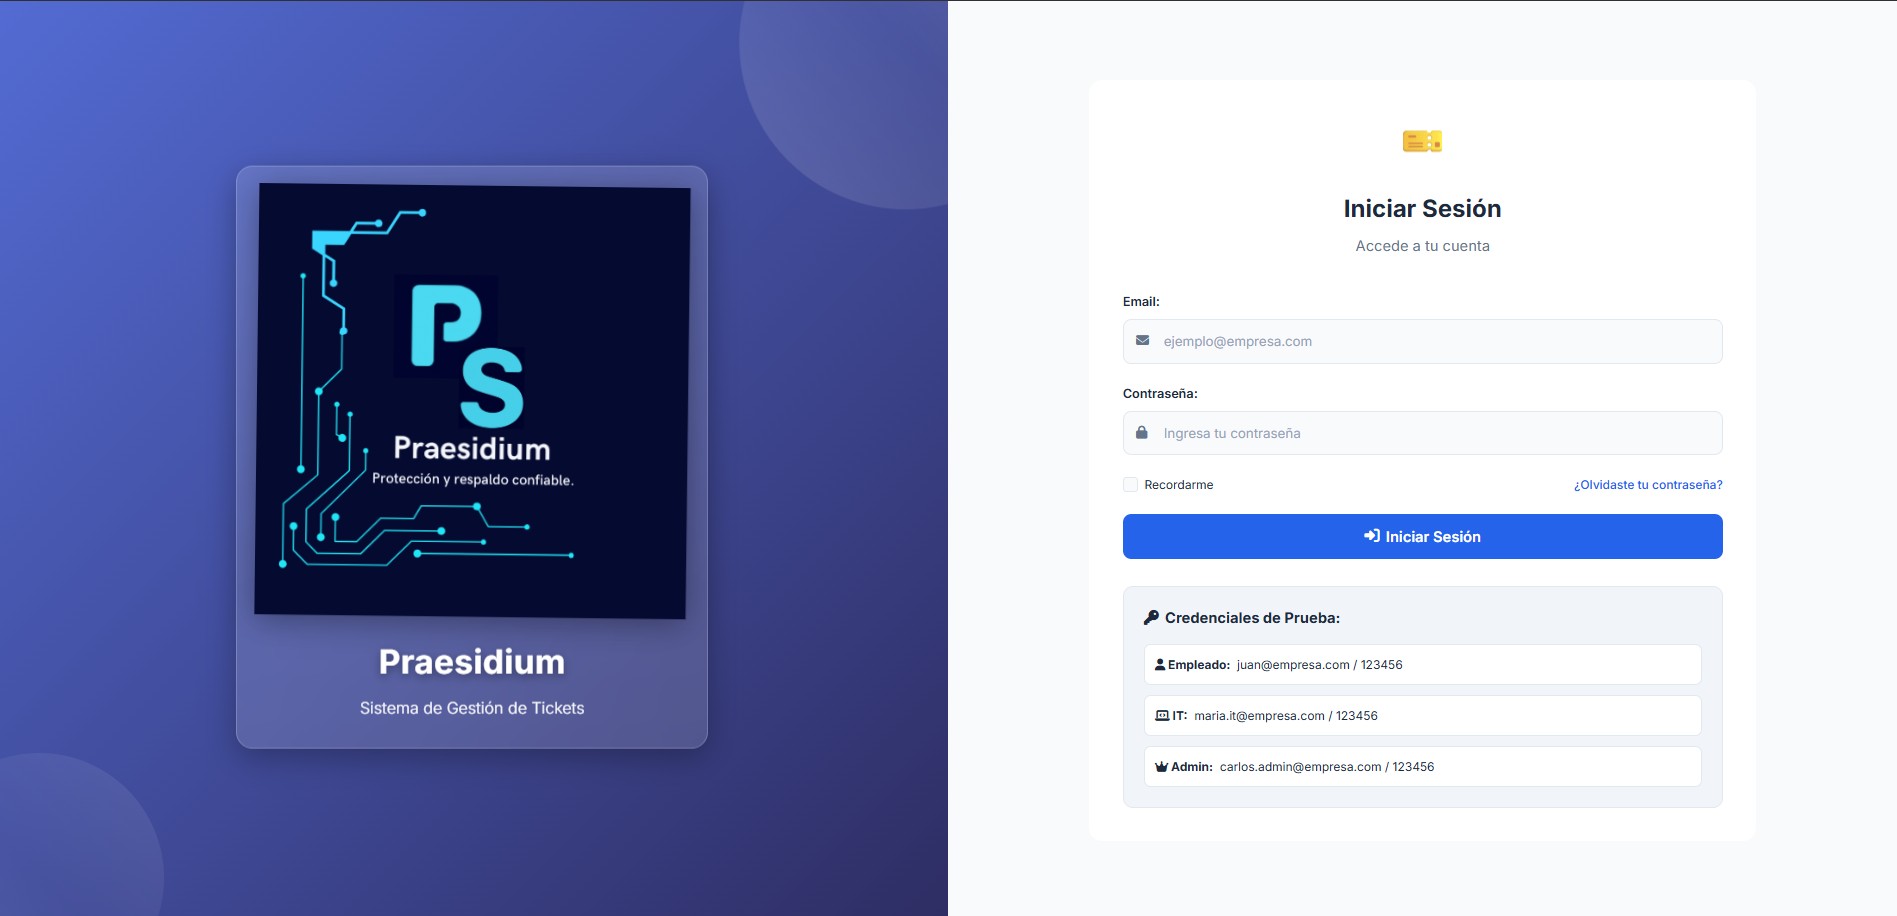 PS
Praesidium
Protección y respaldo confiable.
Praesidium
Sistema de Gestión de Tickets
Iniciar Sesión
Accede a tu cuenta
Email:
ejemplo@empresa.com
Contraseña:
Ingresa tu contraseña
Recordarme
¿Olvidaste tu contraseña?
Iniciar Sesión
Credenciales de Prueba:
Empleado: juan@empresa.com / 123456
IT: maria.it@empresa.com / 123456
Admin: carlos.admin@empresa.com / 123456